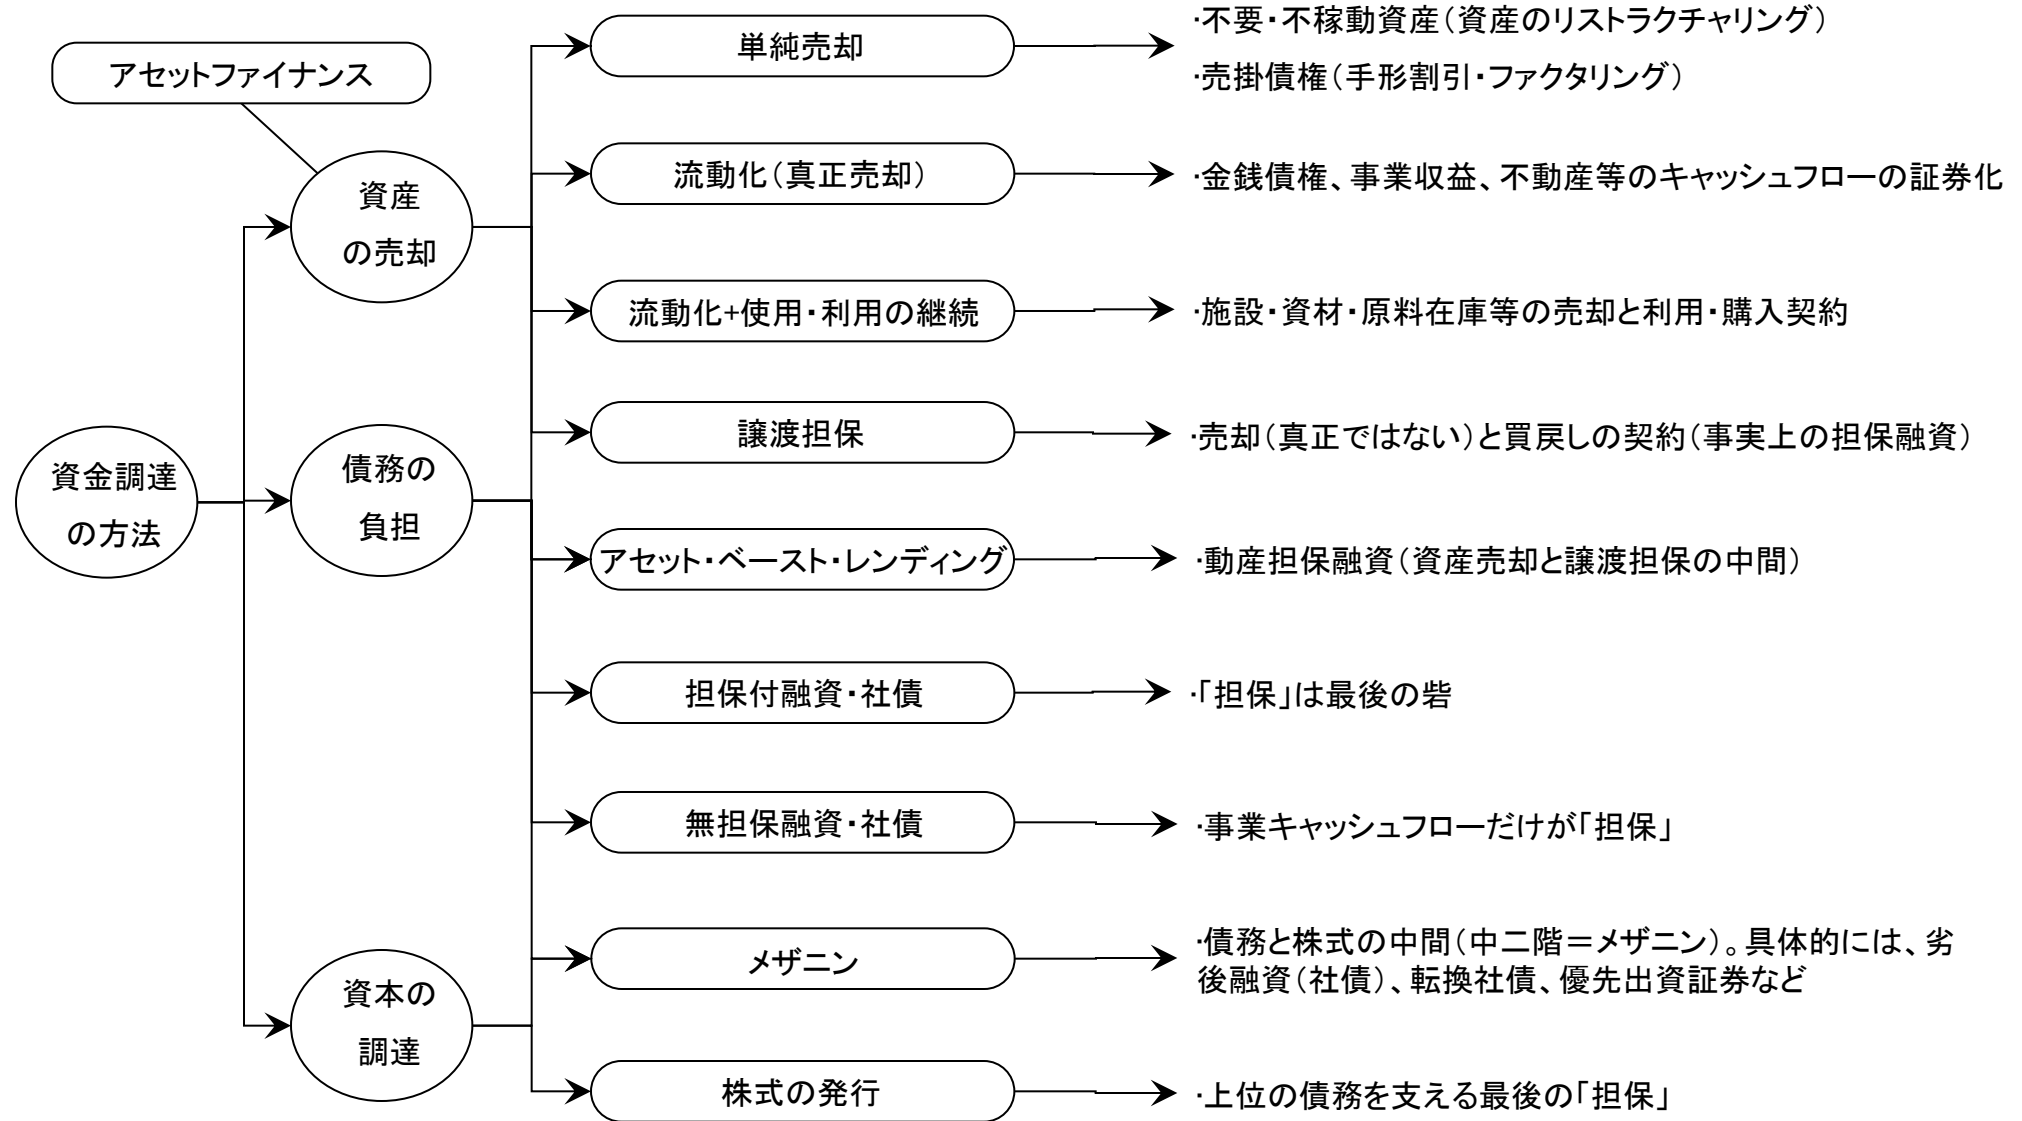 アセットファイナンス
資金調達
の方法
資産
の売却
債務の
負担
資本の
調達
単純売却
・不要・不稼動資産（資産のリストラクチャリング）
・売掛債権（手形割引・ファクタリング）
流動化（真正売却）
・金銭債権、事業収益、不動産等のキャッシュフローの証券化
流動化+使用・利用の継続
・施設・資材・原料在庫等の売却と利用・購入契約
譲渡担保
・売却（真正ではない）と買戻しの契約（事実上の担保融資）
アセット・ベースト・レンディング
・動産担保融資（資産売却と譲渡担保の中間）
担保付融資・社債
・「担保」は最後の砦
無担保融資・社債
・事業キャッシュフローだけが「担保」
メザニン
・債務と株式の中間（中二階＝メザニン）。具体的には、劣
後融資（社債）、転換社債、優先出資証券など
株式の発行
・上位の債務を支える最後の「担保」